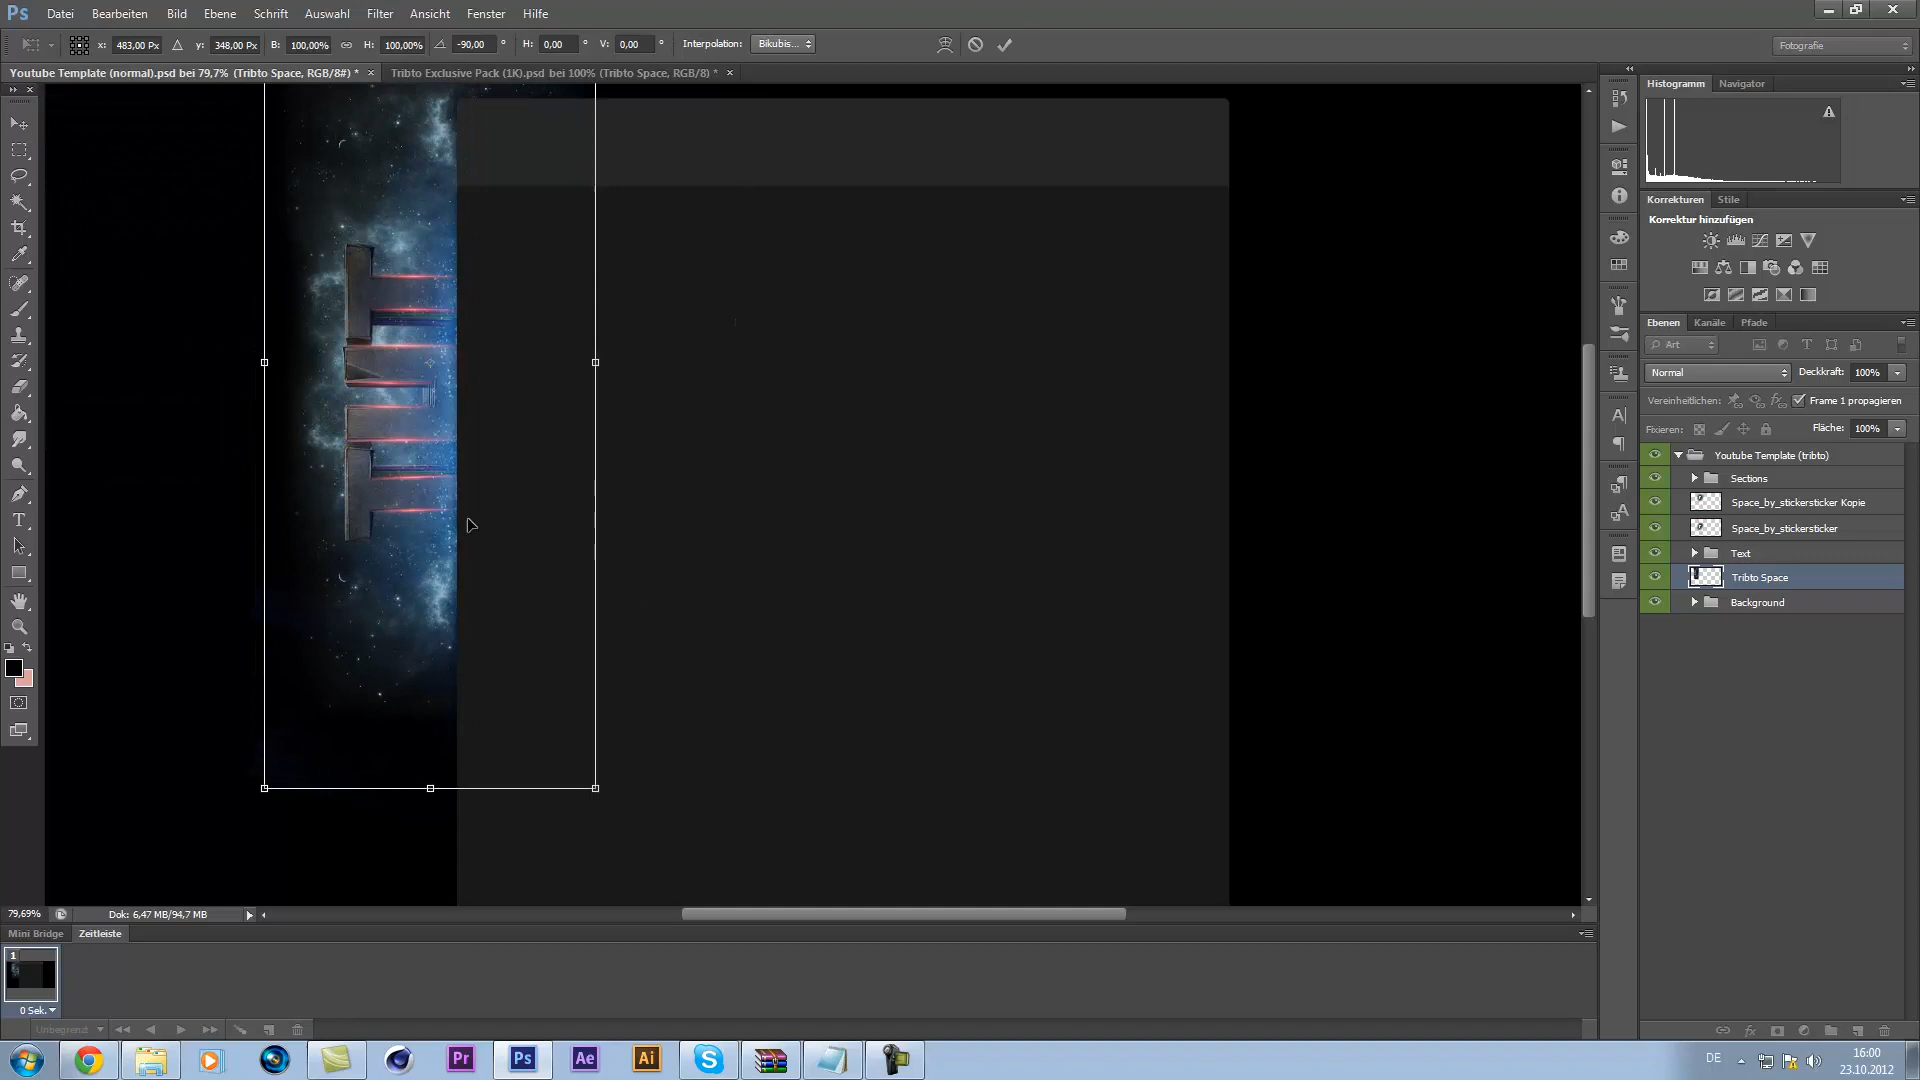 Ps Datei Bearbeiten Bild Ebene Schrift Auswahl Filter Ansicht Fenster Hilfe
x: 483,00 Px y: 348,00 Px B: 100,00% H: 100,00% -90,00 ° H: 0,00 ° V: 0,00 ° Interpolation: Bikubis... Fotografie
Youtube Template (normal).psd bei 79,7% (Tribto Space, RGB/8#) * × Tribto Exclusive Pack (1K).psd bei 100% (Tribto Space, RGB/8) * ×
Histogramm Navigator
Korrekturen Stile
Korrektur hinzufügen
Ebenen Kanäle Pfade
Art
Normal Deckkraft: 100%
Vereinheitlichen: Frame 1 propagieren
Fixieren: Fläche: 100%
Youtube Template (tribto)
Sections
Space_by_stickersticker Kopie
Space_by_stickersticker
Text
Tribto Space
Background
79,69% Dok: 6,47 MB/94,7 MB
Mini Bridge Zeitleiste
1
0 Sek.
Unbegrenzt
Pr Ps Ae Ai DE 16:00
23.10.2012